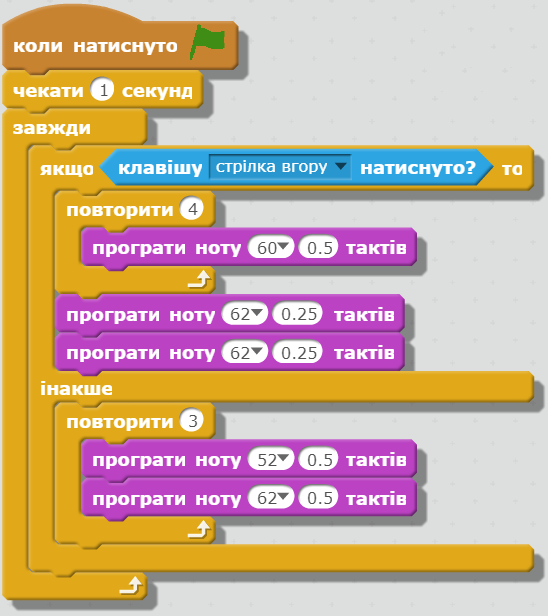 коли натиснуто
чекати 1 секунд
завжди
якщо клавішу стрілка вгору натиснуто? то
повторити 4
програти ноту 60 0.5 тактів
програти ноту 62 0.25 тактів
програти ноту 62 0.25 тактів
інакше
повторити 3
програти ноту 52 0.5 тактів
програти ноту 62 0.5 тактів